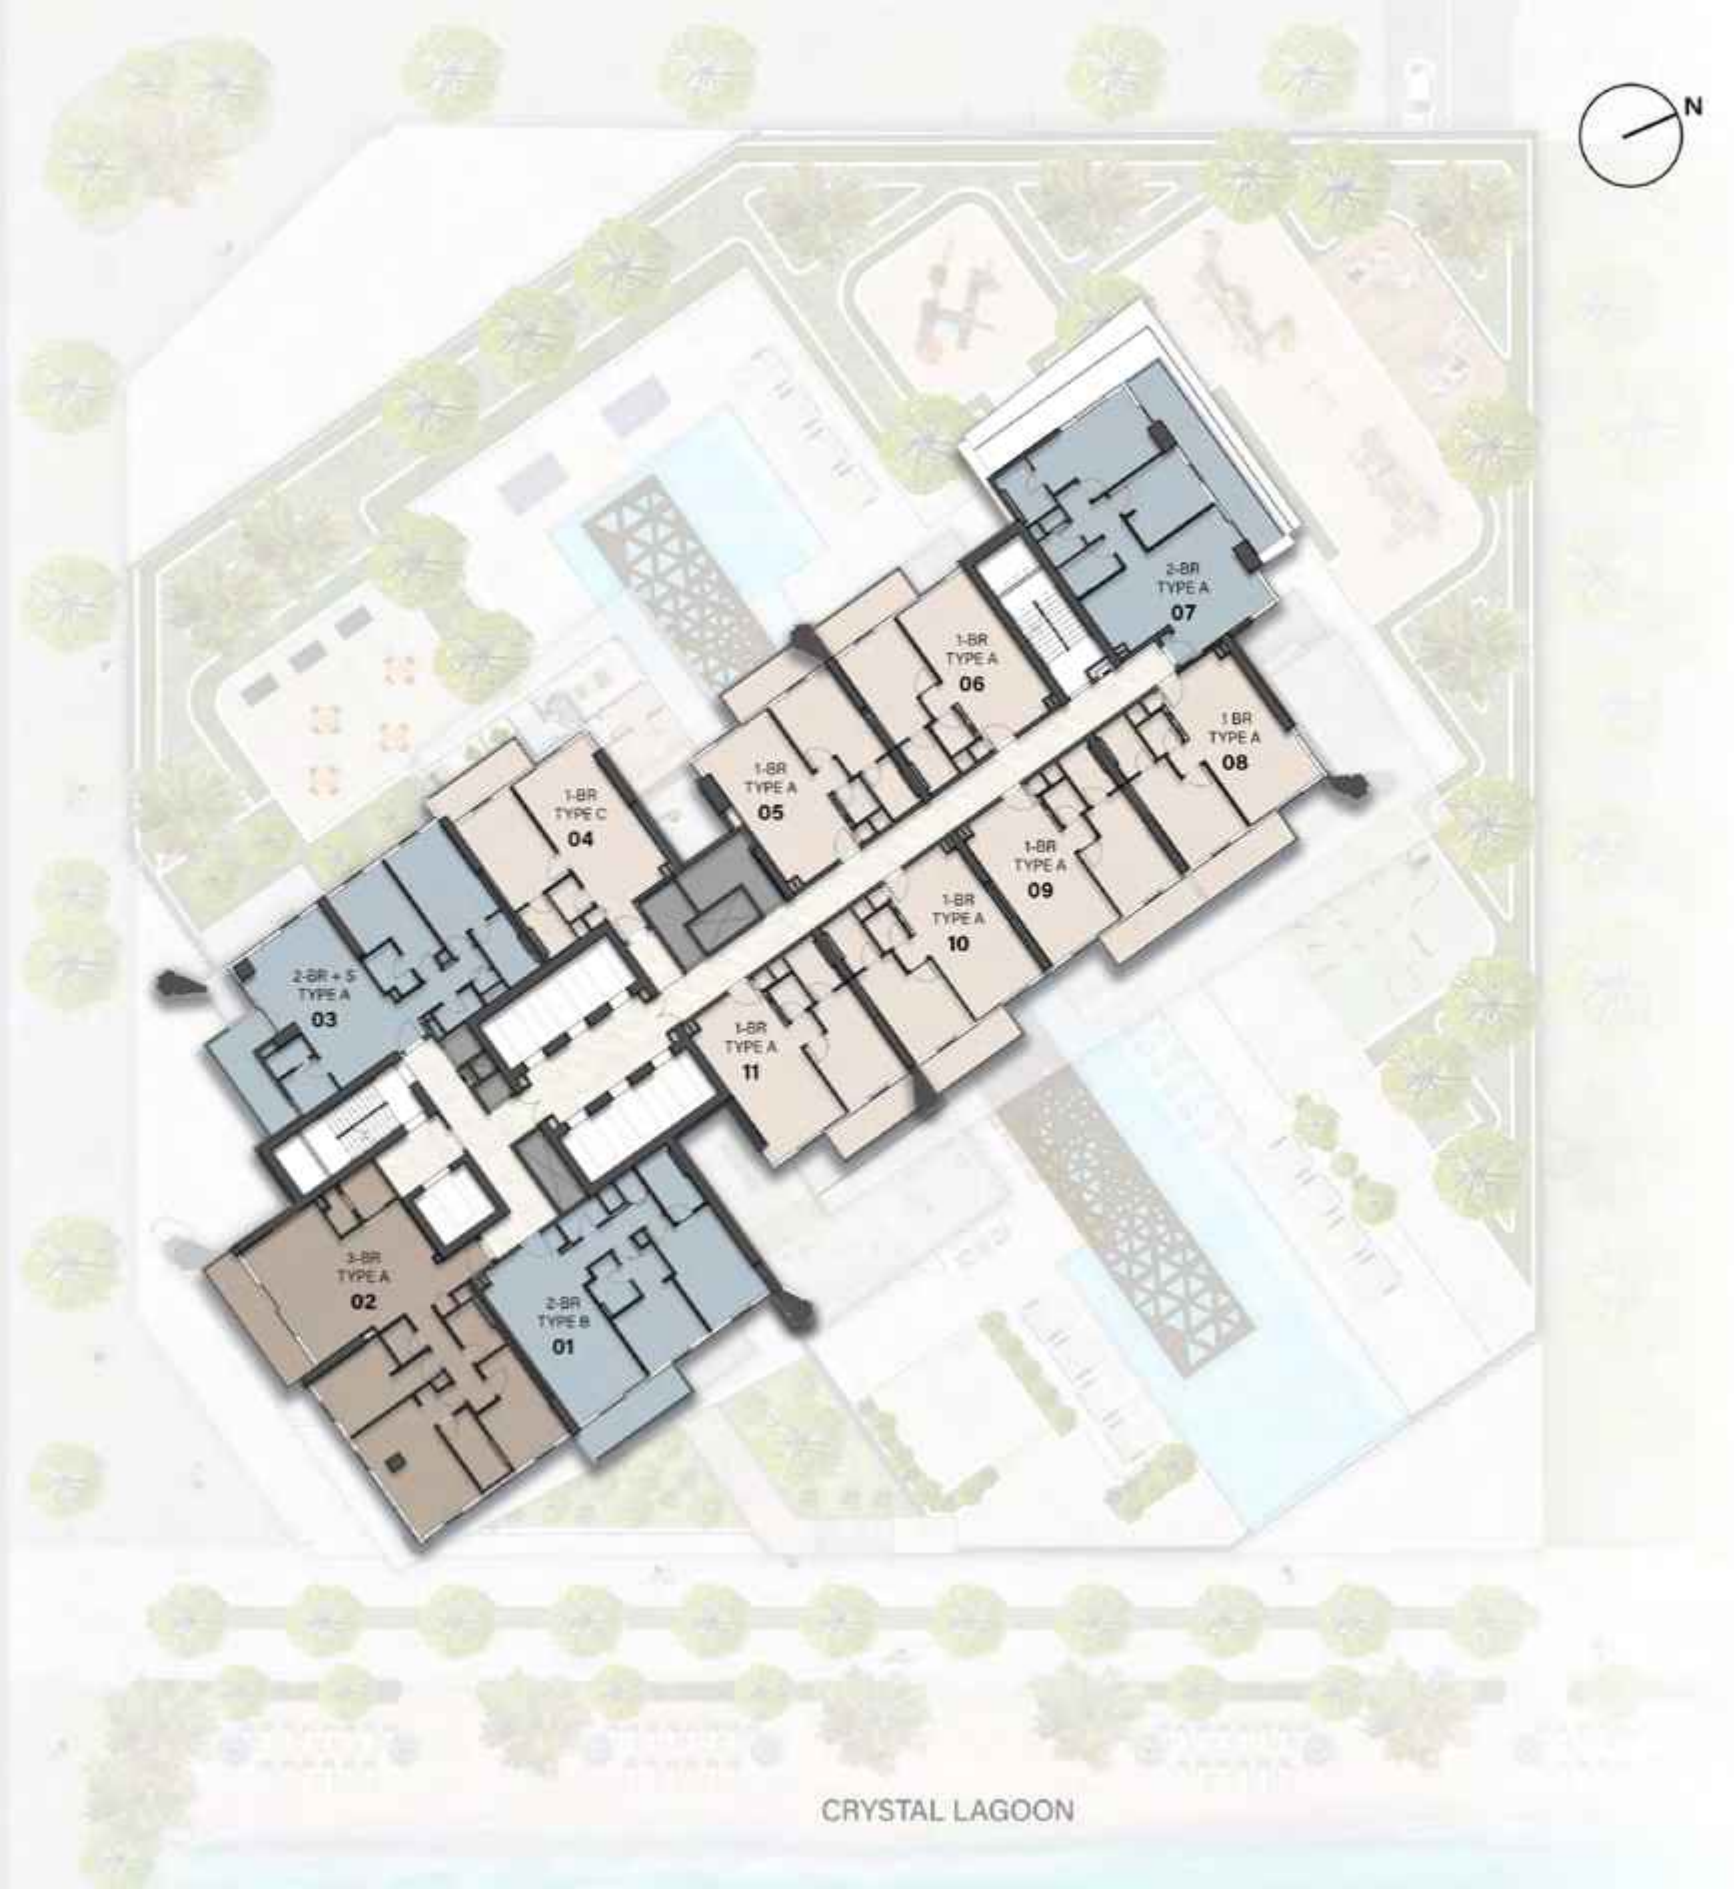 N
2-BR
TYPE A
07
1-BR
TYPE A
06
1 BR
TYPE A
08
1-BR
TYPE A
05
1-BR
TYPE C
04
1-BR
TYPE A
09
1-BR
TYPE A
10
2-BR + S
TYPE A
03
1-BR
TYPE A
11
3-BR
TYPE A
02
2-BR
TYPE B
01
CRYSTAL LAGOON